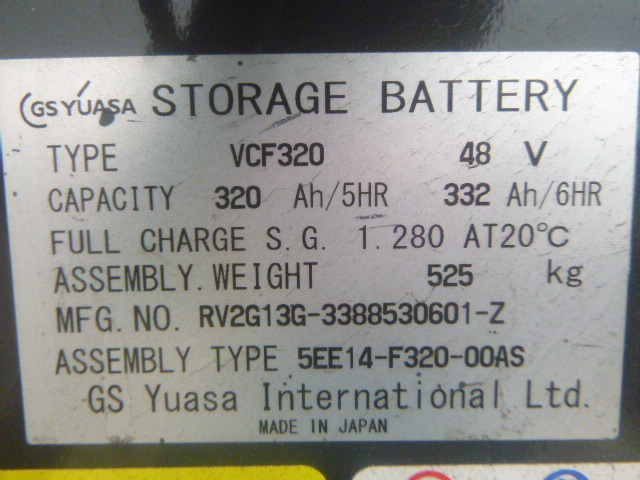 GS YUASA STORAGE BATTERY
TYPE VCF320 48 V
CAPACITY 320 Ah/5HR 332 Ah/6HR
FULL CHARGE S.G. 1.280 AT20℃
ASSEMBLY.WEIGHT 525 kg
MFG.NO. RV2G13G-3388530601-Z
ASSEMBLY TYPE 5EE14-F320-00AS
GS Yuasa International Ltd.
MADE IN JAPAN